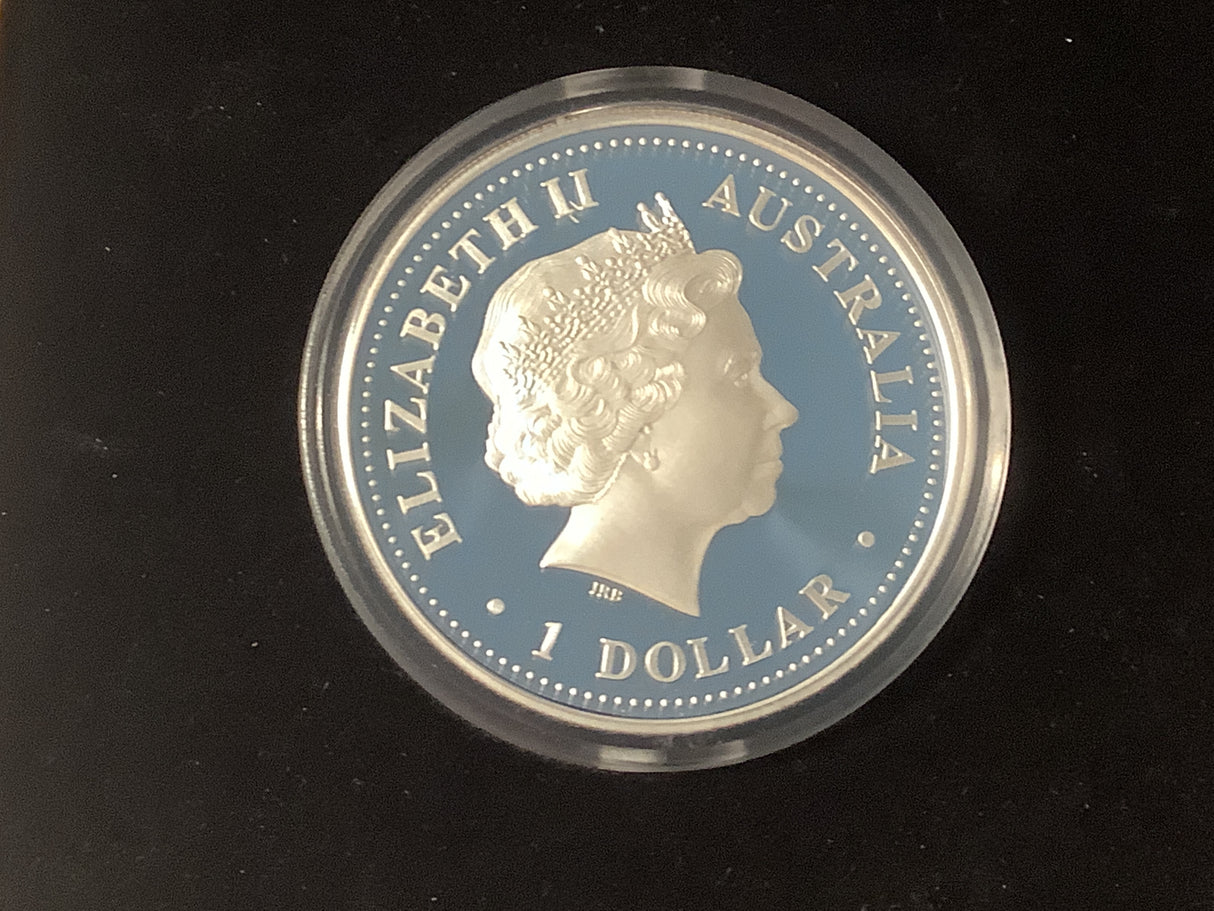 ELIZABETH II
AUSTRALIA
1 DOLLAR
IRB